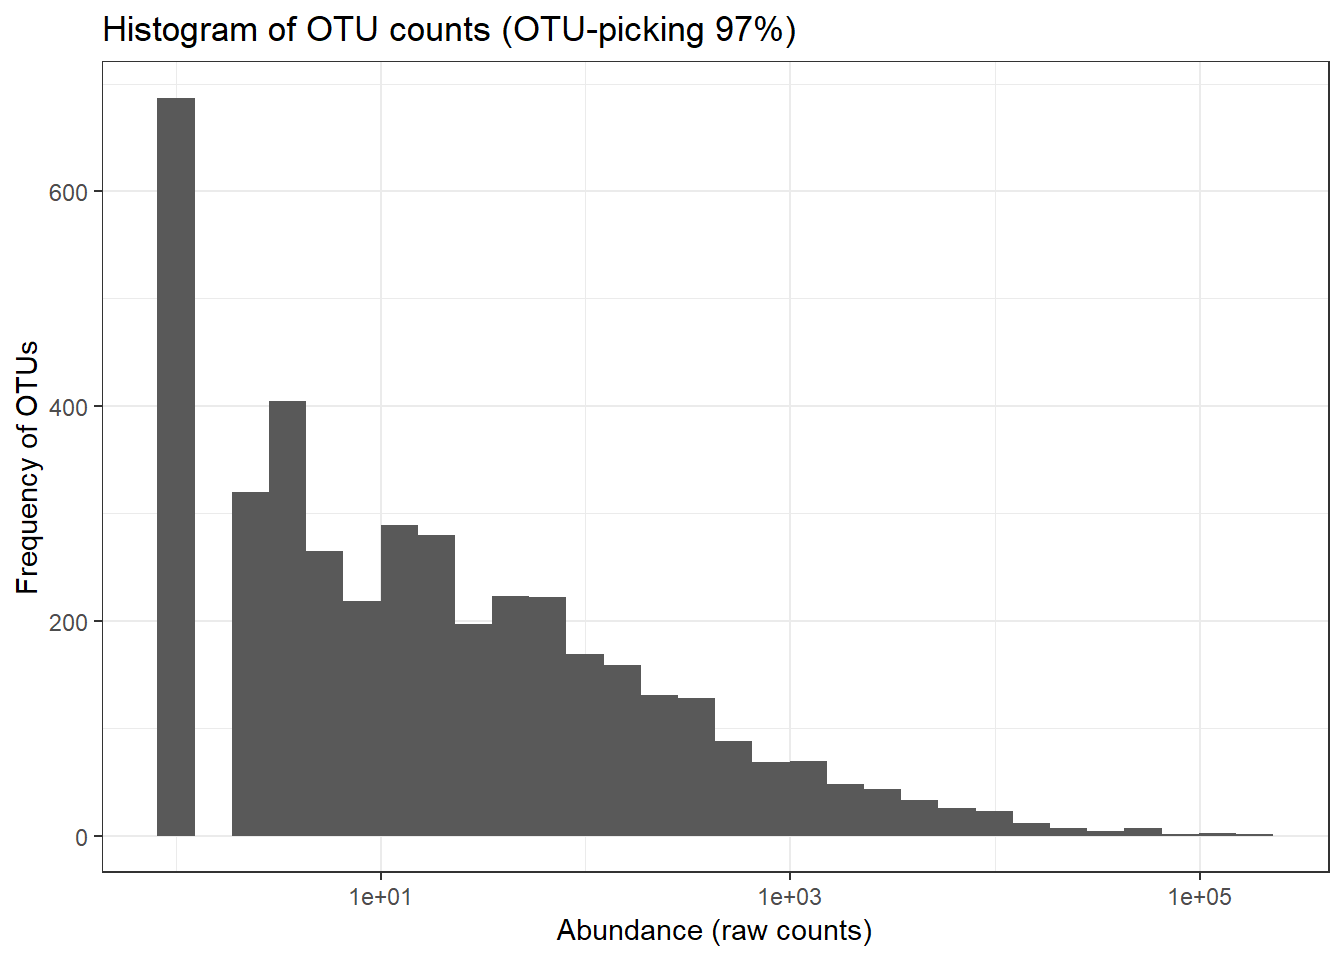 Histogram of OTU counts (OTU-picking 97%)
Frequency of OTUs
600
400
200
0
1e+01
1e+03
1e+05
Abundance (raw counts)